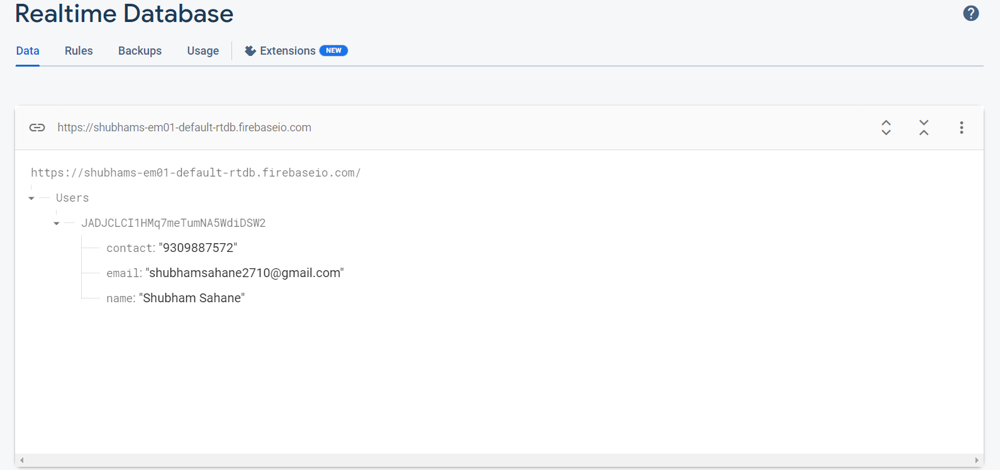 Realtime Database
Data Rules Backups Usage Extensions NEW
https://shubhams-em01-default-rtdb.firebaseio.com
https://shubhams-em01-default-rtdb.firebaseio.com/
Users
JADJCLCI1HMq7meTumNA5WdiDSW2
contact: "9309887572"
email: "shubhamsahane2710@gmail.com"
name: "Shubham Sahane"